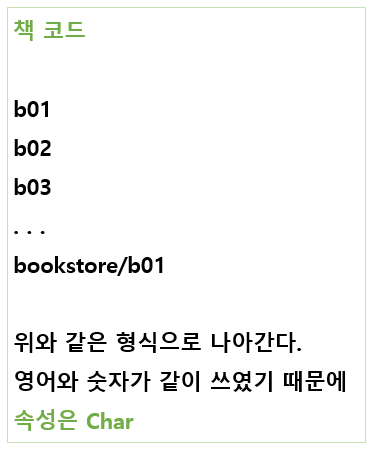 책 코드
b01
b02
b03
. . .
bookstore/b01
위와 같은 형식으로 나아간다.
영어와 숫자가 같이 쓰였기 때문에
속성은 Char